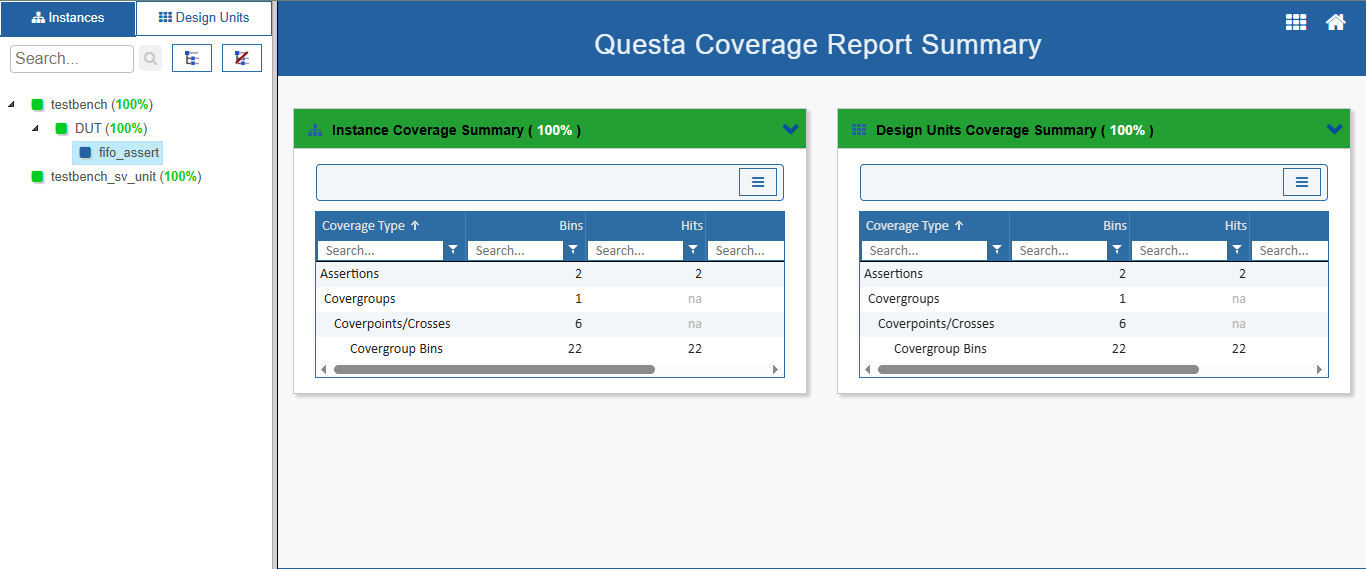 Instances
Design Units
Search...
testbench (100%)
DUT (100%)
fifo_assert
testbench_sv_unit (100%)
Questa Coverage Report Summary
Instance Coverage Summary ( 100% )
Coverage Type Bins Hits
Search... Search... Search... Search...
Assertions 2 2
Covergroups 1 na
Coverpoints/Crosses 6 na
Covergroup Bins 22 22
Design Units Coverage Summary ( 100% )
Coverage Type Bins Hits
Search... Search... Search... Search...
Assertions 2 2
Covergroups 1 na
Coverpoints/Crosses 6 na
Covergroup Bins 22 22